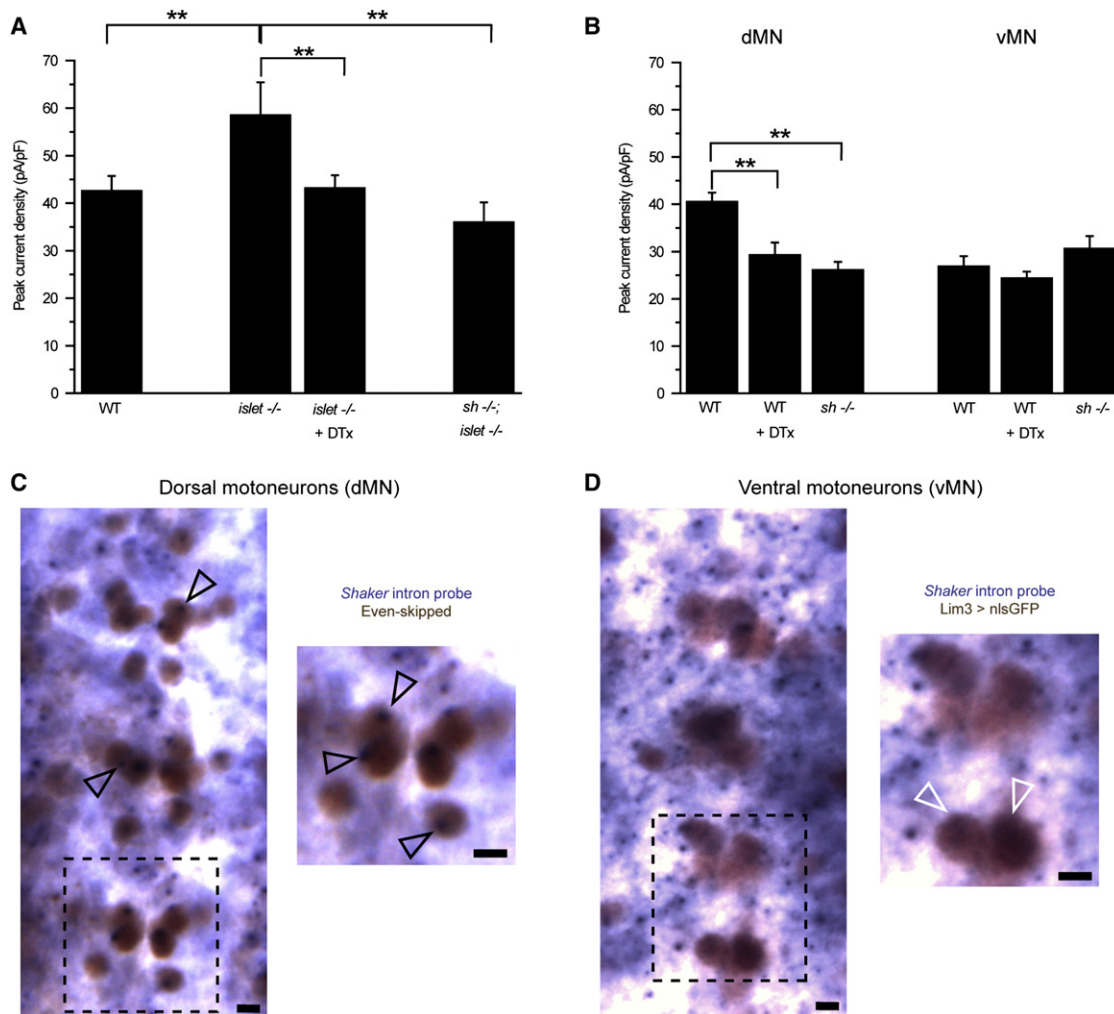 A
** **
**
Peak current density (pA/pF)
70
60
50
40
30
20
10
0
WT
islet -/-
islet -/-
+ DTx
sh -/-;
islet -/-
B
dMN vMN
**
**
Peak current density (pA/pF)
70
60
50
40
30
20
10
0
WT
WT
+ DTx
sh -/-
WT
WT
+ DTx
sh -/-
C
Dorsal motoneurons (dMN)
Shaker intron probe
Even-skipped
D
Ventral motoneurons (vMN)
Shaker intron probe
Lim3 > nlsGFP